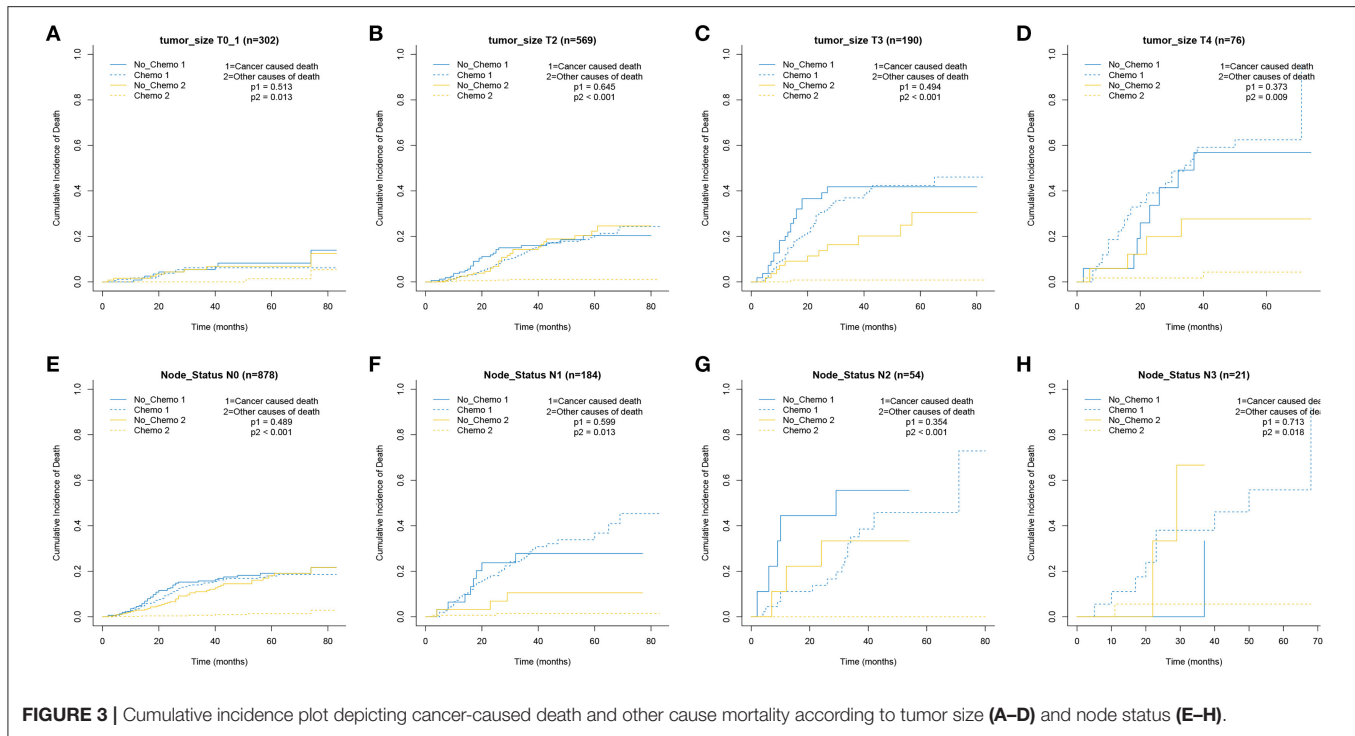 A
tumor_size T0_1 (n=302)
No_Chemo 1
Chemo 1
No_Chemo 2
Chemo 2
1=Cancer caused death
2=Other causes of death
p1 = 0.513
p2 = 0.013
Cumulative Incidence of Death
0.0 0.2 0.4 0.6 0.8 1.0
0 20 40 60 80
Time (months)
B
tumor_size T2 (n=569)
No_Chemo 1
Chemo 1
No_Chemo 2
Chemo 2
1=Cancer caused death
2=Other causes of death
p1 = 0.645
p2 < 0.001
Cumulative Incidence of Death
0.0 0.2 0.4 0.6 0.8 1.0
0 20 40 60 80
Time (months)
C
tumor_size T3 (n=190)
No_Chemo 1
Chemo 1
No_Chemo 2
Chemo 2
1=Cancer caused death
2=Other causes of death
p1 = 0.494
p2 < 0.001
Cumulative Incidence of Death
0.0 0.2 0.4 0.6 0.8 1.0
0 20 40 60 80
Time (months)
D
tumor_size T4 (n=76)
No_Chemo 1
Chemo 1
No_Chemo 2
Chemo 2
1=Cancer caused death
2=Other causes of death
p1 = 0.373
p2 = 0.009
Cumulative Incidence of Death
0.0 0.2 0.4 0.6 0.8 1.0
0 20 40 60
Time (months)
E
Node_Status N0 (n=878)
No_Chemo 1
Chemo 1
No_Chemo 2
Chemo 2
1=Cancer caused death
2=Other causes of death
p1 = 0.489
p2 < 0.001
Cumulative Incidence of Death
0.0 0.2 0.4 0.6 0.8 1.0
0 20 40 60 80
Time (months)
F
Node_Status N1 (n=184)
No_Chemo 1
Chemo 1
No_Chemo 2
Chemo 2
1=Cancer caused death
2=Other causes of death
p1 = 0.599
p2 = 0.013
Cumulative Incidence of Death
0.0 0.2 0.4 0.6 0.8 1.0
0 20 40 60 80
Time (months)
G
Node_Status N2 (n=54)
No_Chemo 1
Chemo 1
No_Chemo 2
Chemo 2
1=Cancer caused death
2=Other causes of death
p1 = 0.354
p2 < 0.001
Cumulative Incidence of Death
0.0 0.2 0.4 0.6 0.8 1.0
0 20 40 60 80
Time (months)
H
Node_Status N3 (n=21)
No_Chemo 1
Chemo 1
No_Chemo 2
Chemo 2
1=Cancer caused
2=Other causes of
p1 = 0.713
p2 = 0.018
Cumulative Incidence of Death
0.0 0.2 0.4 0.6 0.8 1.0
0 10 20 30 40 50 60 70
Time (months)
FIGURE 3 | Cumulative incidence plot depicting cancer-caused death and other cause mortality according to tumor size (A–D) and node status (E–H).